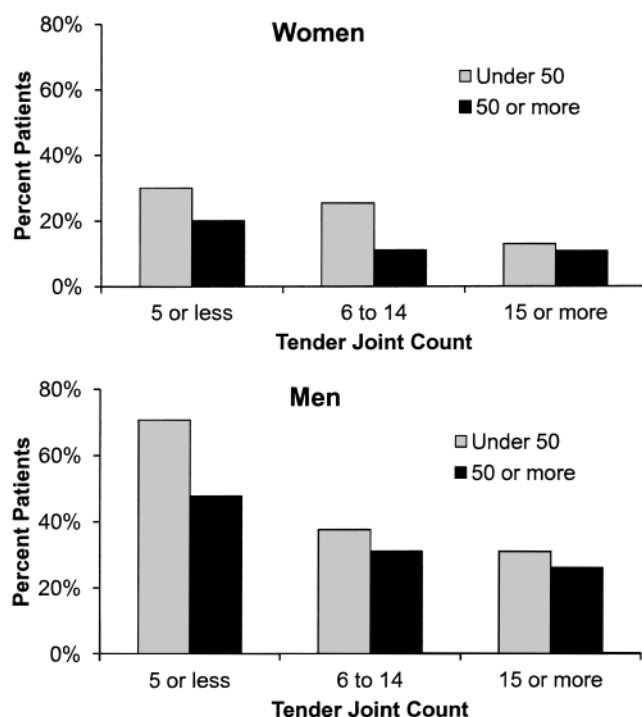 Women
80%
60%
40%
20%
0%
Percent Patients
Under 50
50 or more
5 or less 6 to 14 15 or more
Tender Joint Count
Men
80%
60%
40%
20%
0%
Percent Patients
Under 50
50 or more
5 or less 6 to 14 15 or more
Tender Joint Count